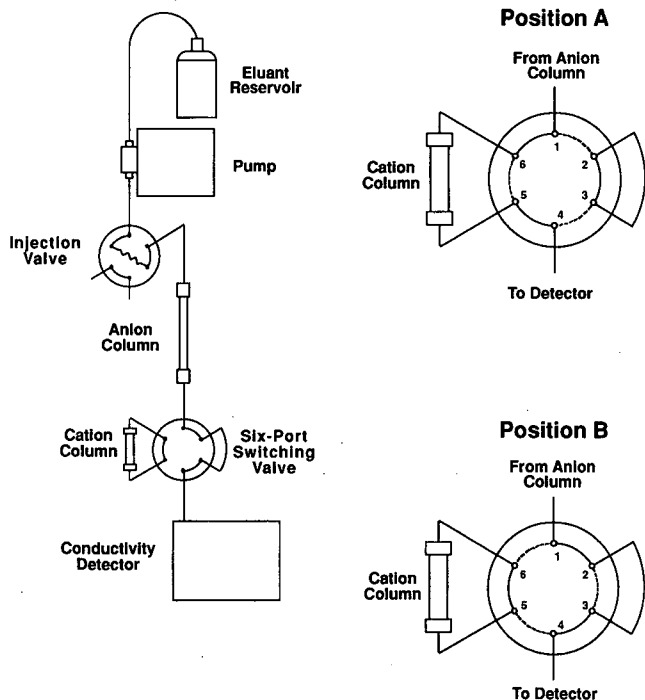 Eluant
Reservoir
Pump
Injection
Valve
Anion
Column
Cation
Column
Six-Port
Switching
Valve
Conductivity
Detector
Position A
From Anion
Column
Cation
Column
1
2
3
4
5
6
To Detector
Position B
From Anion
Column
Cation
Column
1
2
3
4
5
6
To Detector